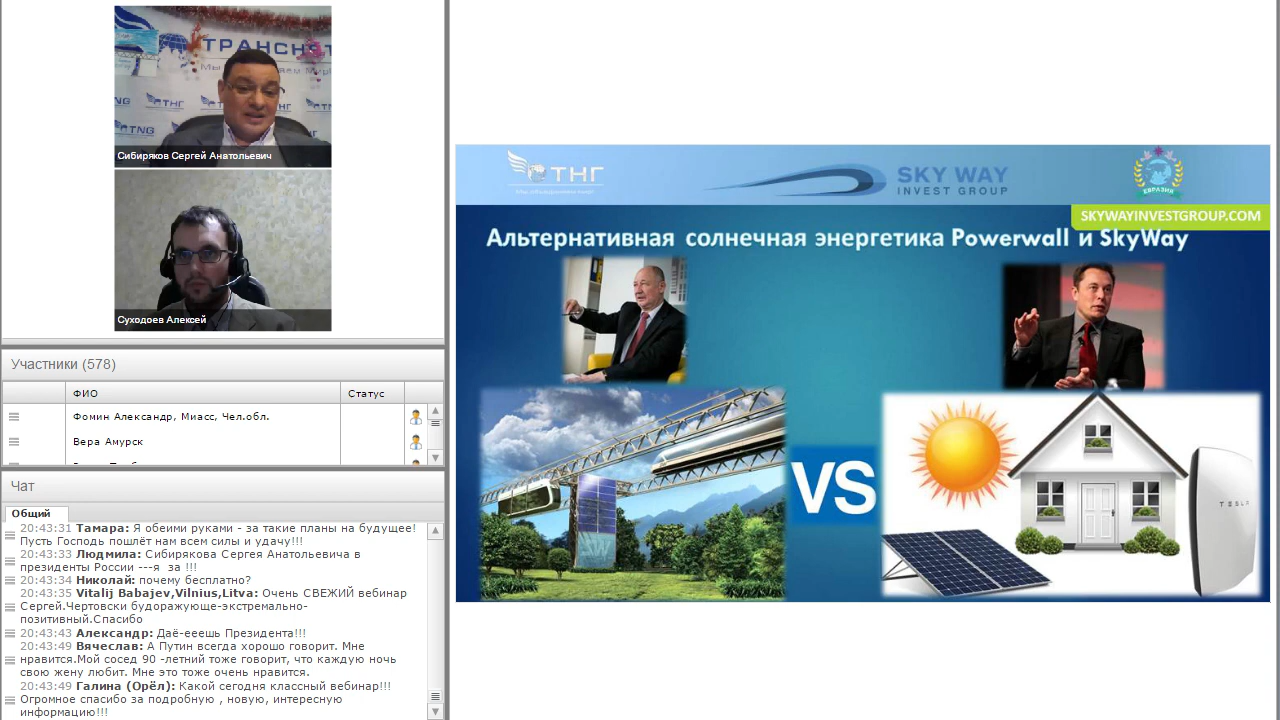 ТРАНСН
TNG
ТНГ
TNG
Сибиряков Сергей Анатольевич
Суходоев Алексей
Участники (578)
ФИО
Статус
Фомин Александр, Миасс, Чел.обл.
Вера Амурск
Чат
Общий
20:43:31 Тамара: Я обеими руками - за такие планы на будущее!
Пусть Господь пошлёт нам всем силы и удачу!!!
20:43:33 Людмила: Сибирякова Сергея Анатольевича в
президенты России ---я за !!!
20:43:34 Николай: почему бесплатно?
20:43:35 Vitalij Babajev,Vilnius,Litva: Очень СВЕЖИЙ вебинар
Сергей.Чертовски будоражующе-экстремально-
позитивный.Спасибо
20:43:43 Александр: Даё-ееешь Президента!!!
20:43:49 Вячеслав: А Путин всегда хорошо говорит. Мне
нравится.Мой сосед 90 -летний тоже говорит, что каждую ночь
свою жену любит. Мне это тоже очень нравится.
20:43:49 Галина (Орёл): Какой сегодня классный вебинар!!!
Огромное спасибо за подробную , новую, интересную
информацию!!!
ТНГ
SKY WAY
INVEST GROUP
ЕВРАЗИЯ
SKYWAYINVESTGROUP.COM
Альтернативная солнечная энергетика Powerwall и SkyWay
VS
TESLA